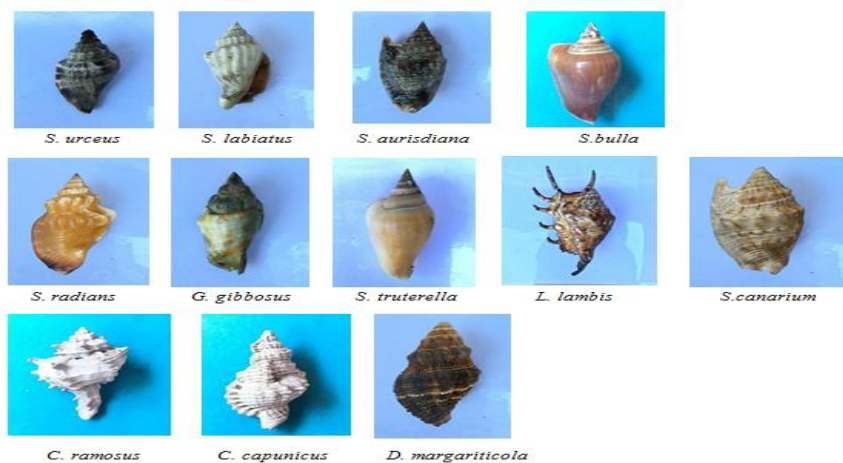 S. urceus S. labiatus S. aurisdiana S.bulla
S. radians G. gibbosus S. truterella L. lambis S.canarium
C. ramosus C. capunicus D. margariticola